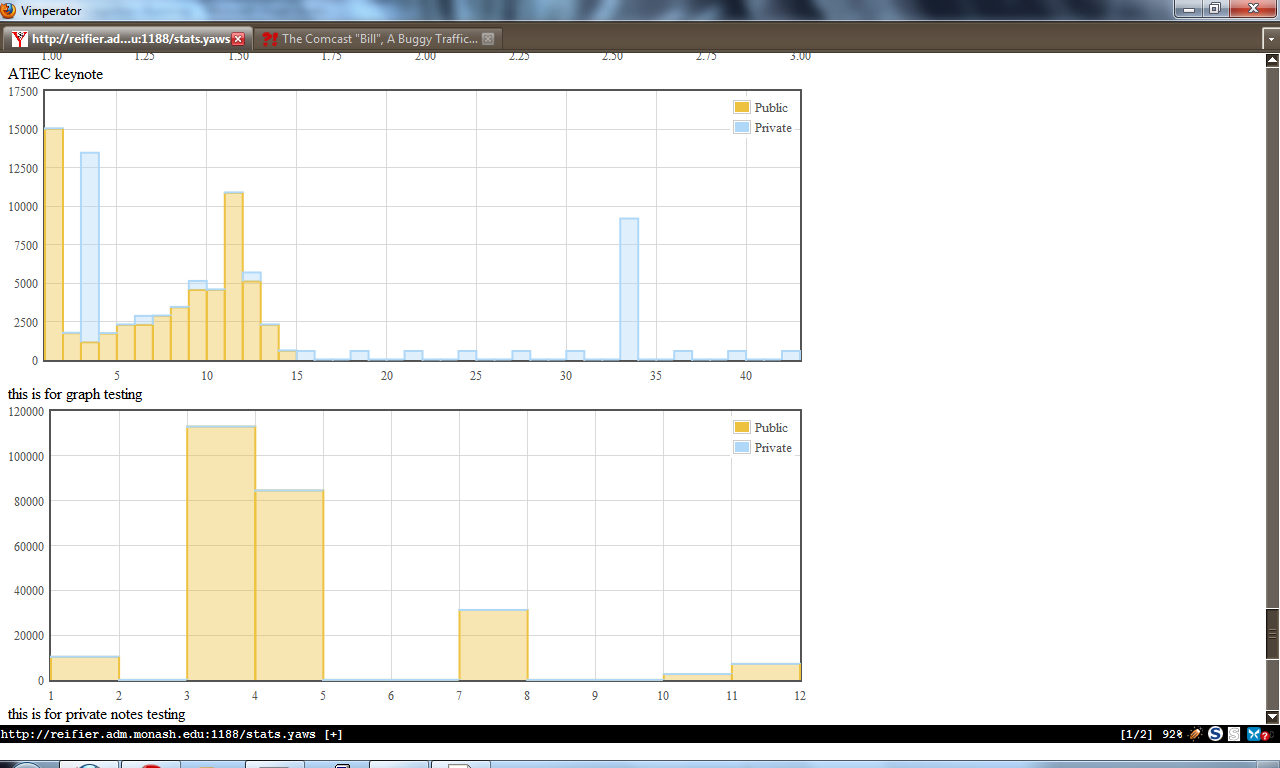 Vimperator
http://reifier.ad...u:1188/stats.yaws
The Comcast "Bill", A Buggy Traffic...
1.00 1.25 1.50 1.75 2.00 2.25 2.50 2.75 3.00
ATiEC keynote
17500
15000
12500
10000
7500
5000
2500
0
Public
Private
5 10 15 20 25 30 35 40
this is for graph testing
120000
100000
80000
60000
40000
20000
0
Public
Private
1 2 3 4 5 6 7 8 9 10 11 12
this is for private notes testing
http://reifier.adm.monash.edu:1188/stats.yaws [+] [1/2] 92%